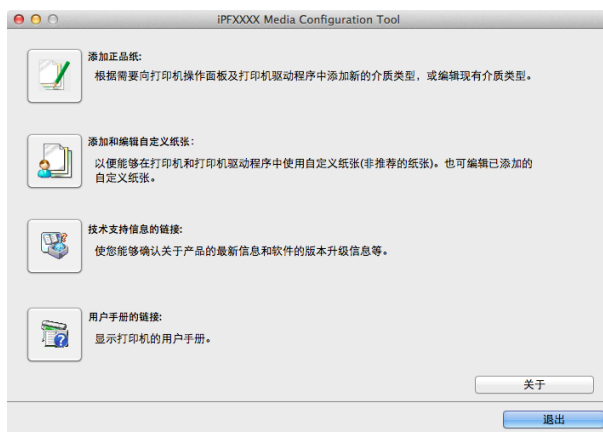 iPFXXXX Media Configuration Tool
添加正品纸:
根据需要向打印机操作面板及打印机驱动程序中添加新的介质类型，或编辑现有介质类型。
添加和编辑自定义纸张：
以便能够在打印机和打印机驱动程序中使用自定义纸张(非推荐的纸张)。也可编辑已添加的
自定义纸张。
技术支持信息的链接:
使您能够确认关于产品的最新信息和软件的版本升级信息等。
用户手册的链接:
显示打印机的用户手册。
关于
退出